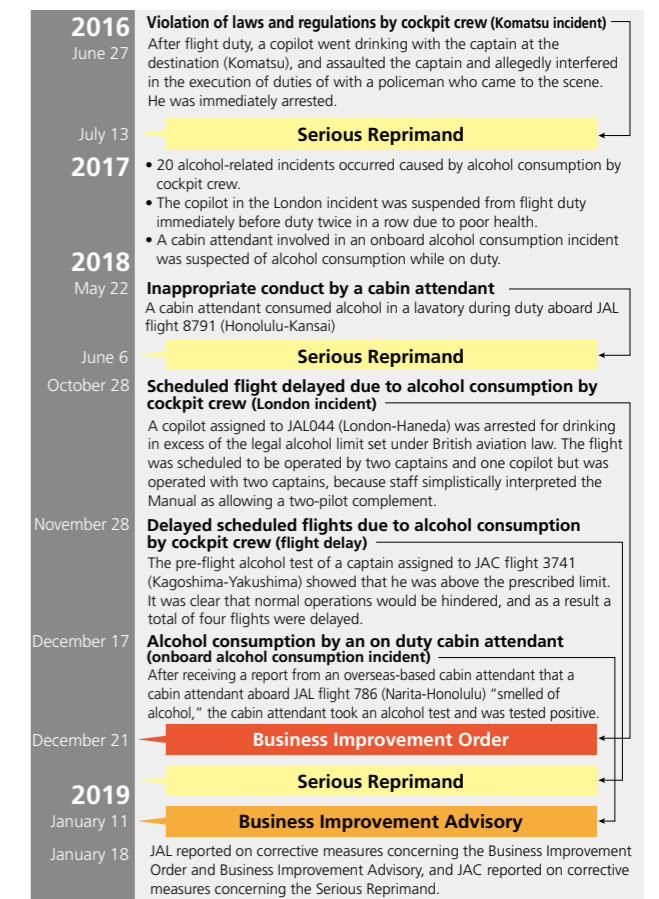 2016
June 27
Violation of laws and regulations by cockpit crew (Komatsu incident)
After flight duty, a copilot went drinking with the captain at the
destination (Komatsu), and assaulted the captain and allegedly interfered
in the execution of duties of with a policeman who came to the scene.
He was immediately arrested.
July 13
Serious Reprimand
2017
• 20 alcohol-related incidents occurred caused by alcohol consumption by
cockpit crew.
• The copilot in the London incident was suspended from flight duty
immediately before duty twice in a row due to poor health.
• A cabin attendant involved in an onboard alcohol consumption incident
was suspected of alcohol consumption while on duty.
2018
May 22
Inappropriate conduct by a cabin attendant
A cabin attendant consumed alcohol in a lavatory during duty aboard JAL
flight 8791 (Honolulu-Kansai)
June 6
Serious Reprimand
October 28
Scheduled flight delayed due to alcohol consumption by
cockpit crew (London incident)
A copilot assigned to JAL044 (London-Haneda) was arrested for drinking
in excess of the legal alcohol limit set under British aviation law. The flight
was scheduled to be operated by two captains and one copilot but was
operated with two captains, because staff simplistically interpreted the
Manual as allowing a two-pilot complement.
November 28
Delayed scheduled flights due to alcohol consumption
by cockpit crew (flight delay)
The pre-flight alcohol test of a captain assigned to JAC flight 3741
(Kagoshima-Yakushima) showed that he was above the prescribed limit.
It was clear that normal operations would be hindered, and as a result a
total of four flights were delayed.
December 17
Alcohol consumption by an on duty cabin attendant
(onboard alcohol consumption incident)
After receiving a report from an overseas-based cabin attendant that a
cabin attendant aboard JAL flight 786 (Narita-Honolulu) “smelled of
alcohol,” the cabin attendant took an alcohol test and was tested positive.
December 21
Business Improvement Order
Serious Reprimand
2019
January 11
Business Improvement Advisory
January 18
JAL reported on corrective measures concerning the Business Improvement
Order and Business Improvement Advisory, and JAC reported on corrective
measures concerning the Serious Reprimand.